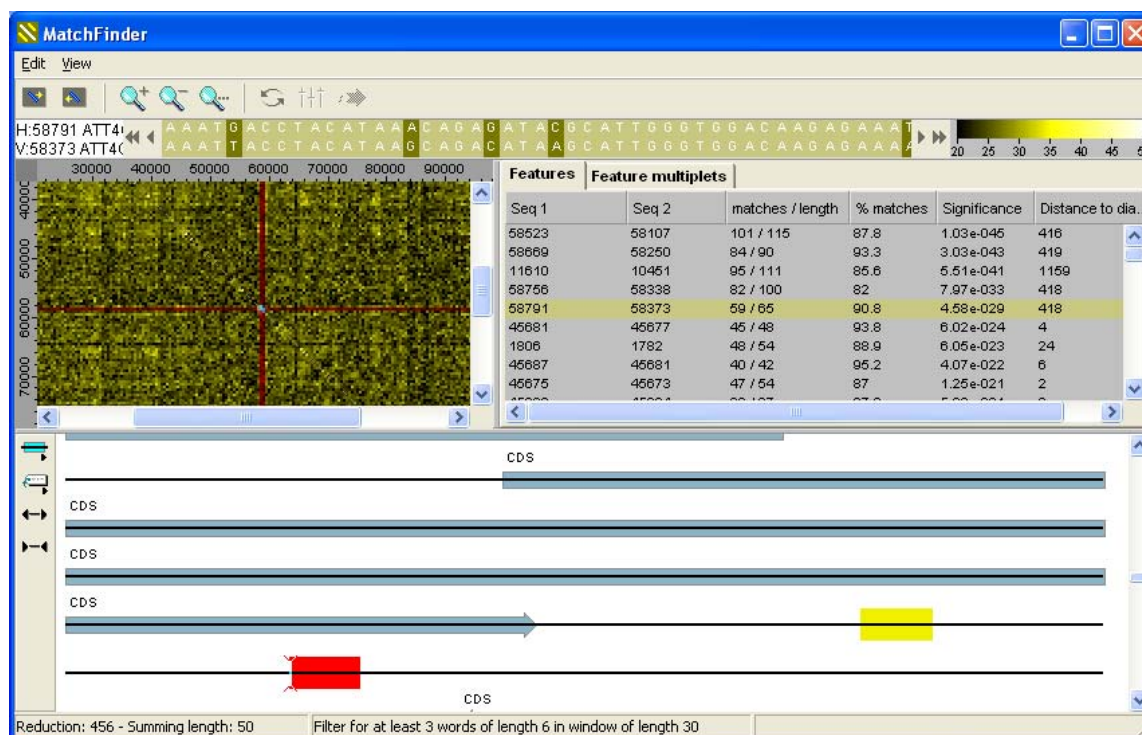 MatchFinder
Edit View
H:58791 ATT4 A A A T G A C C T A C A T A A A C A G A G A T A C G C A T T G G G T G G A C A A G A G A A A T
V:58373 ATT4 A A A T T A C C T A C A T A A G C A G A C A T A A G C A T T G G G T G G A C A A G A G A A A A
20 25 30 35 40 45
30000 40000 50000 60000 70000 80000 90000
40000
50000
60000
70000
Features Feature multiplets
Seq 1 Seq 2 matches / length % matches Significance Distance to dia...
58523 58107 101 / 115 87.8 1.03e-045 416
58669 58250 84 / 90 93.3 3.03e-043 419
11610 10451 95 / 111 85.6 5.51e-041 1159
58756 58338 82 / 100 82 7.97e-033 418
58791 58373 59 / 65 90.8 4.58e-029 418
45681 45677 45 / 48 93.8 6.02e-024 4
1806 1782 48 / 54 88.9 6.05e-023 24
45687 45681 40 / 42 95.2 4.07e-022 6
45675 45673 47 / 54 87 1.25e-021 2
CDS
CDS
CDS
CDS
CDS
Reduction: 456 - Summing length: 50 Filter for at least 3 words of length 6 in window of length 30